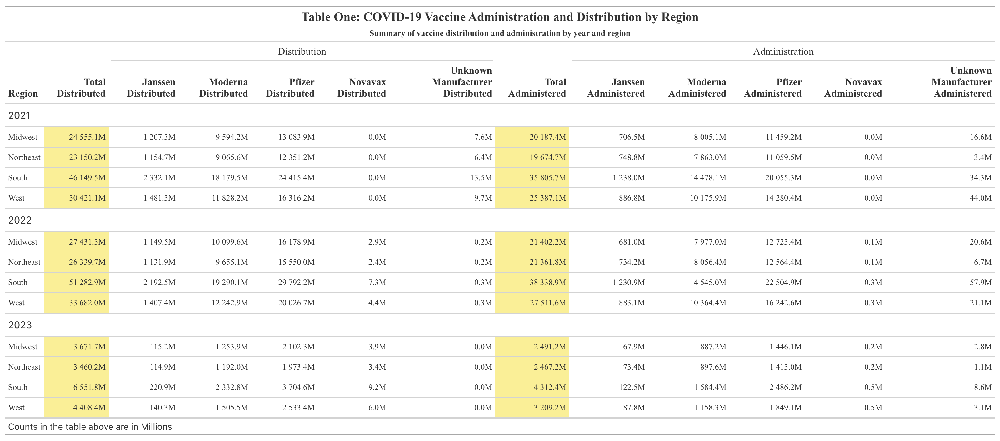 Table One: COVID-19 Vaccine Administration and Distribution by Region
Summary of vaccine distribution and administration by year and region
Distribution Administration
Region Total Distributed Janssen Distributed Moderna Distributed Pfizer Distributed Novavax Distributed Unknown Manufacturer Distributed Total Administered Janssen Administered Moderna Administered Pfizer Administered Novavax Administered Unknown Manufacturer Administered
2021
Midwest 24 555.1M 1 207.3M 9 594.2M 13 083.9M 0.0M 7.6M 20 187.4M 706.5M 8 005.1M 11 459.2M 0.0M 16.6M
Northeast 23 150.2M 1 154.7M 9 065.6M 12 351.2M 0.0M 6.4M 19 674.7M 748.8M 7 863.0M 11 059.5M 0.0M 3.4M
South 46 149.5M 2 332.1M 18 179.5M 24 415.4M 0.0M 13.5M 35 805.7M 1 238.0M 14 478.1M 20 055.3M 0.0M 34.3M
West 30 421.1M 1 481.3M 11 828.2M 16 316.2M 0.0M 9.7M 25 387.1M 886.8M 10 175.9M 14 280.4M 0.0M 44.0M
2022
Midwest 27 431.3M 1 149.5M 10 099.6M 16 178.9M 2.9M 0.2M 21 402.2M 681.0M 7 977.0M 12 723.4M 0.1M 20.6M
Northeast 26 339.7M 1 131.9M 9 655.1M 15 550.0M 2.4M 0.2M 21 361.8M 734.2M 8 056.4M 12 564.4M 0.1M 6.7M
South 51 282.9M 2 192.5M 19 290.1M 29 792.2M 7.3M 0.3M 38 338.9M 1 230.9M 14 545.0M 22 504.9M 0.3M 57.9M
West 33 682.0M 1 407.4M 12 242.9M 20 026.7M 4.4M 0.3M 27 511.6M 883.1M 10 364.4M 16 242.6M 0.3M 21.1M
2023
Midwest 3 671.7M 115.2M 1 253.9M 2 102.3M 3.9M 0.0M 2 491.2M 67.9M 887.2M 1 446.1M 0.2M 2.8M
Northeast 3 460.2M 114.9M 1 192.0M 1 973.4M 3.4M 0.0M 2 467.2M 73.4M 897.6M 1 413.0M 0.2M 1.1M
South 6 551.8M 220.9M 2 332.8M 3 704.6M 9.2M 0.0M 4 312.4M 122.5M 1 584.4M 2 486.2M 0.5M 8.6M
West 4 408.4M 140.3M 1 505.5M 2 533.4M 6.0M 0.0M 3 209.2M 87.8M 1 158.3M 1 849.1M 0.5M 3.1M
Counts in the table above are in Millions